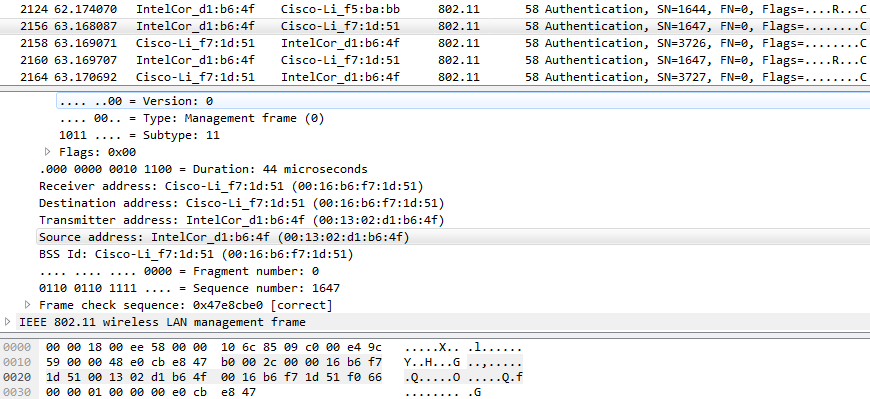 2124 62.174070 IntelCor_d1:b6:4f Cisco-Li_f5:ba:bb 802.11 58 Authentication, SN=1644, FN=0, Flags=....R...C
2156 63.168087 IntelCor_d1:b6:4f Cisco-Li_f7:1d:51 802.11 58 Authentication, SN=1647, FN=0, Flags=........C
2158 63.169071 Cisco-Li_f7:1d:51 IntelCor_d1:b6:4f 802.11 58 Authentication, SN=3726, FN=0, Flags=........C
2160 63.169707 IntelCor_d1:b6:4f Cisco-Li_f7:1d:51 802.11 58 Authentication, SN=1647, FN=0, Flags=....R...C
2164 63.170692 Cisco-Li_f7:1d:51 IntelCor_d1:b6:4f 802.11 58 Authentication, SN=3727, FN=0, Flags=........C
.... ..00 = Version: 0
.... 00.. = Type: Management frame (0)
1011 .... = Subtype: 11
Flags: 0x00
.000 0000 0010 1100 = Duration: 44 microseconds
Receiver address: Cisco-Li_f7:1d:51 (00:16:b6:f7:1d:51)
Destination address: Cisco-Li_f7:1d:51 (00:16:b6:f7:1d:51)
Transmitter address: IntelCor_d1:b6:4f (00:13:02:d1:b6:4f)
Source address: IntelCor_d1:b6:4f (00:13:02:d1:b6:4f)
BSS Id: Cisco-Li_f7:1d:51 (00:16:b6:f7:1d:51)
.... .... .... 0000 = Fragment number: 0
0110 0110 1111 .... = Sequence number: 1647
Frame check sequence: 0x47e8cbe0 [correct]
IEEE 802.11 wireless LAN management frame
0000 00 00 18 00 ee 58 00 00 10 6c 85 09 c0 00 e4 9c .....X.. .l......
0010 59 00 00 48 e0 cb e8 47 b0 00 2c 00 00 16 b6 f7 Y..H...G ..,.....
0020 1d 51 00 13 02 d1 b6 4f 00 16 b6 f7 1d 51 f0 66 .Q.....O .....Q.f
0030 00 00 01 00 00 00 e0 cb e8 47 ........ .G